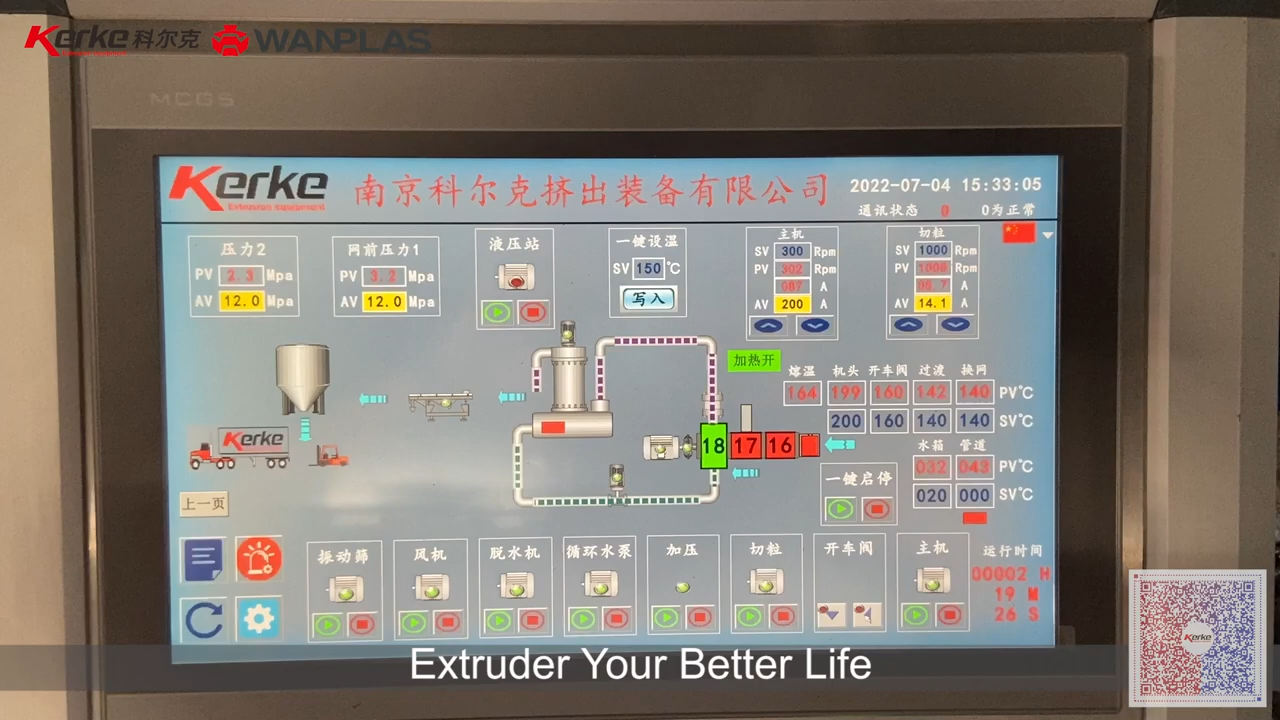 Kerke 科尔克 WANPLAS
MCGS
Kerke
南京科尔克挤出装备有限公司
2022-07-04 15:33:05
通讯状态 0 0为正常
压力2
PV 2.3 Mpa
AV 12.0 Mpa
网前压力1
PV 3.2 Mpa
AV 12.0 Mpa
液压站
一键设温
SV 150 °C
写入
主机
SV 300 Rpm
PV 302 Rpm
087 A
AV 200 A
切粒
SV 1000 Rpm
PV 1000 Rpm
A
AV 14.1 A
加热开
熔温 机头 开车阀 过渡 换网
164 199 160 142 140 PV°C
200 160 140 140 SV°C
水箱 管道
032 043 PV°C
020 000 SV°C
18 17 16
Kerke
一键启停
上一页
振动筛 风机 脱水机 循环水泵 加压 切粒 开车阀 主机
运行时间
00002 H
19 M
26 S
Kerke
Extruder Your Better Life